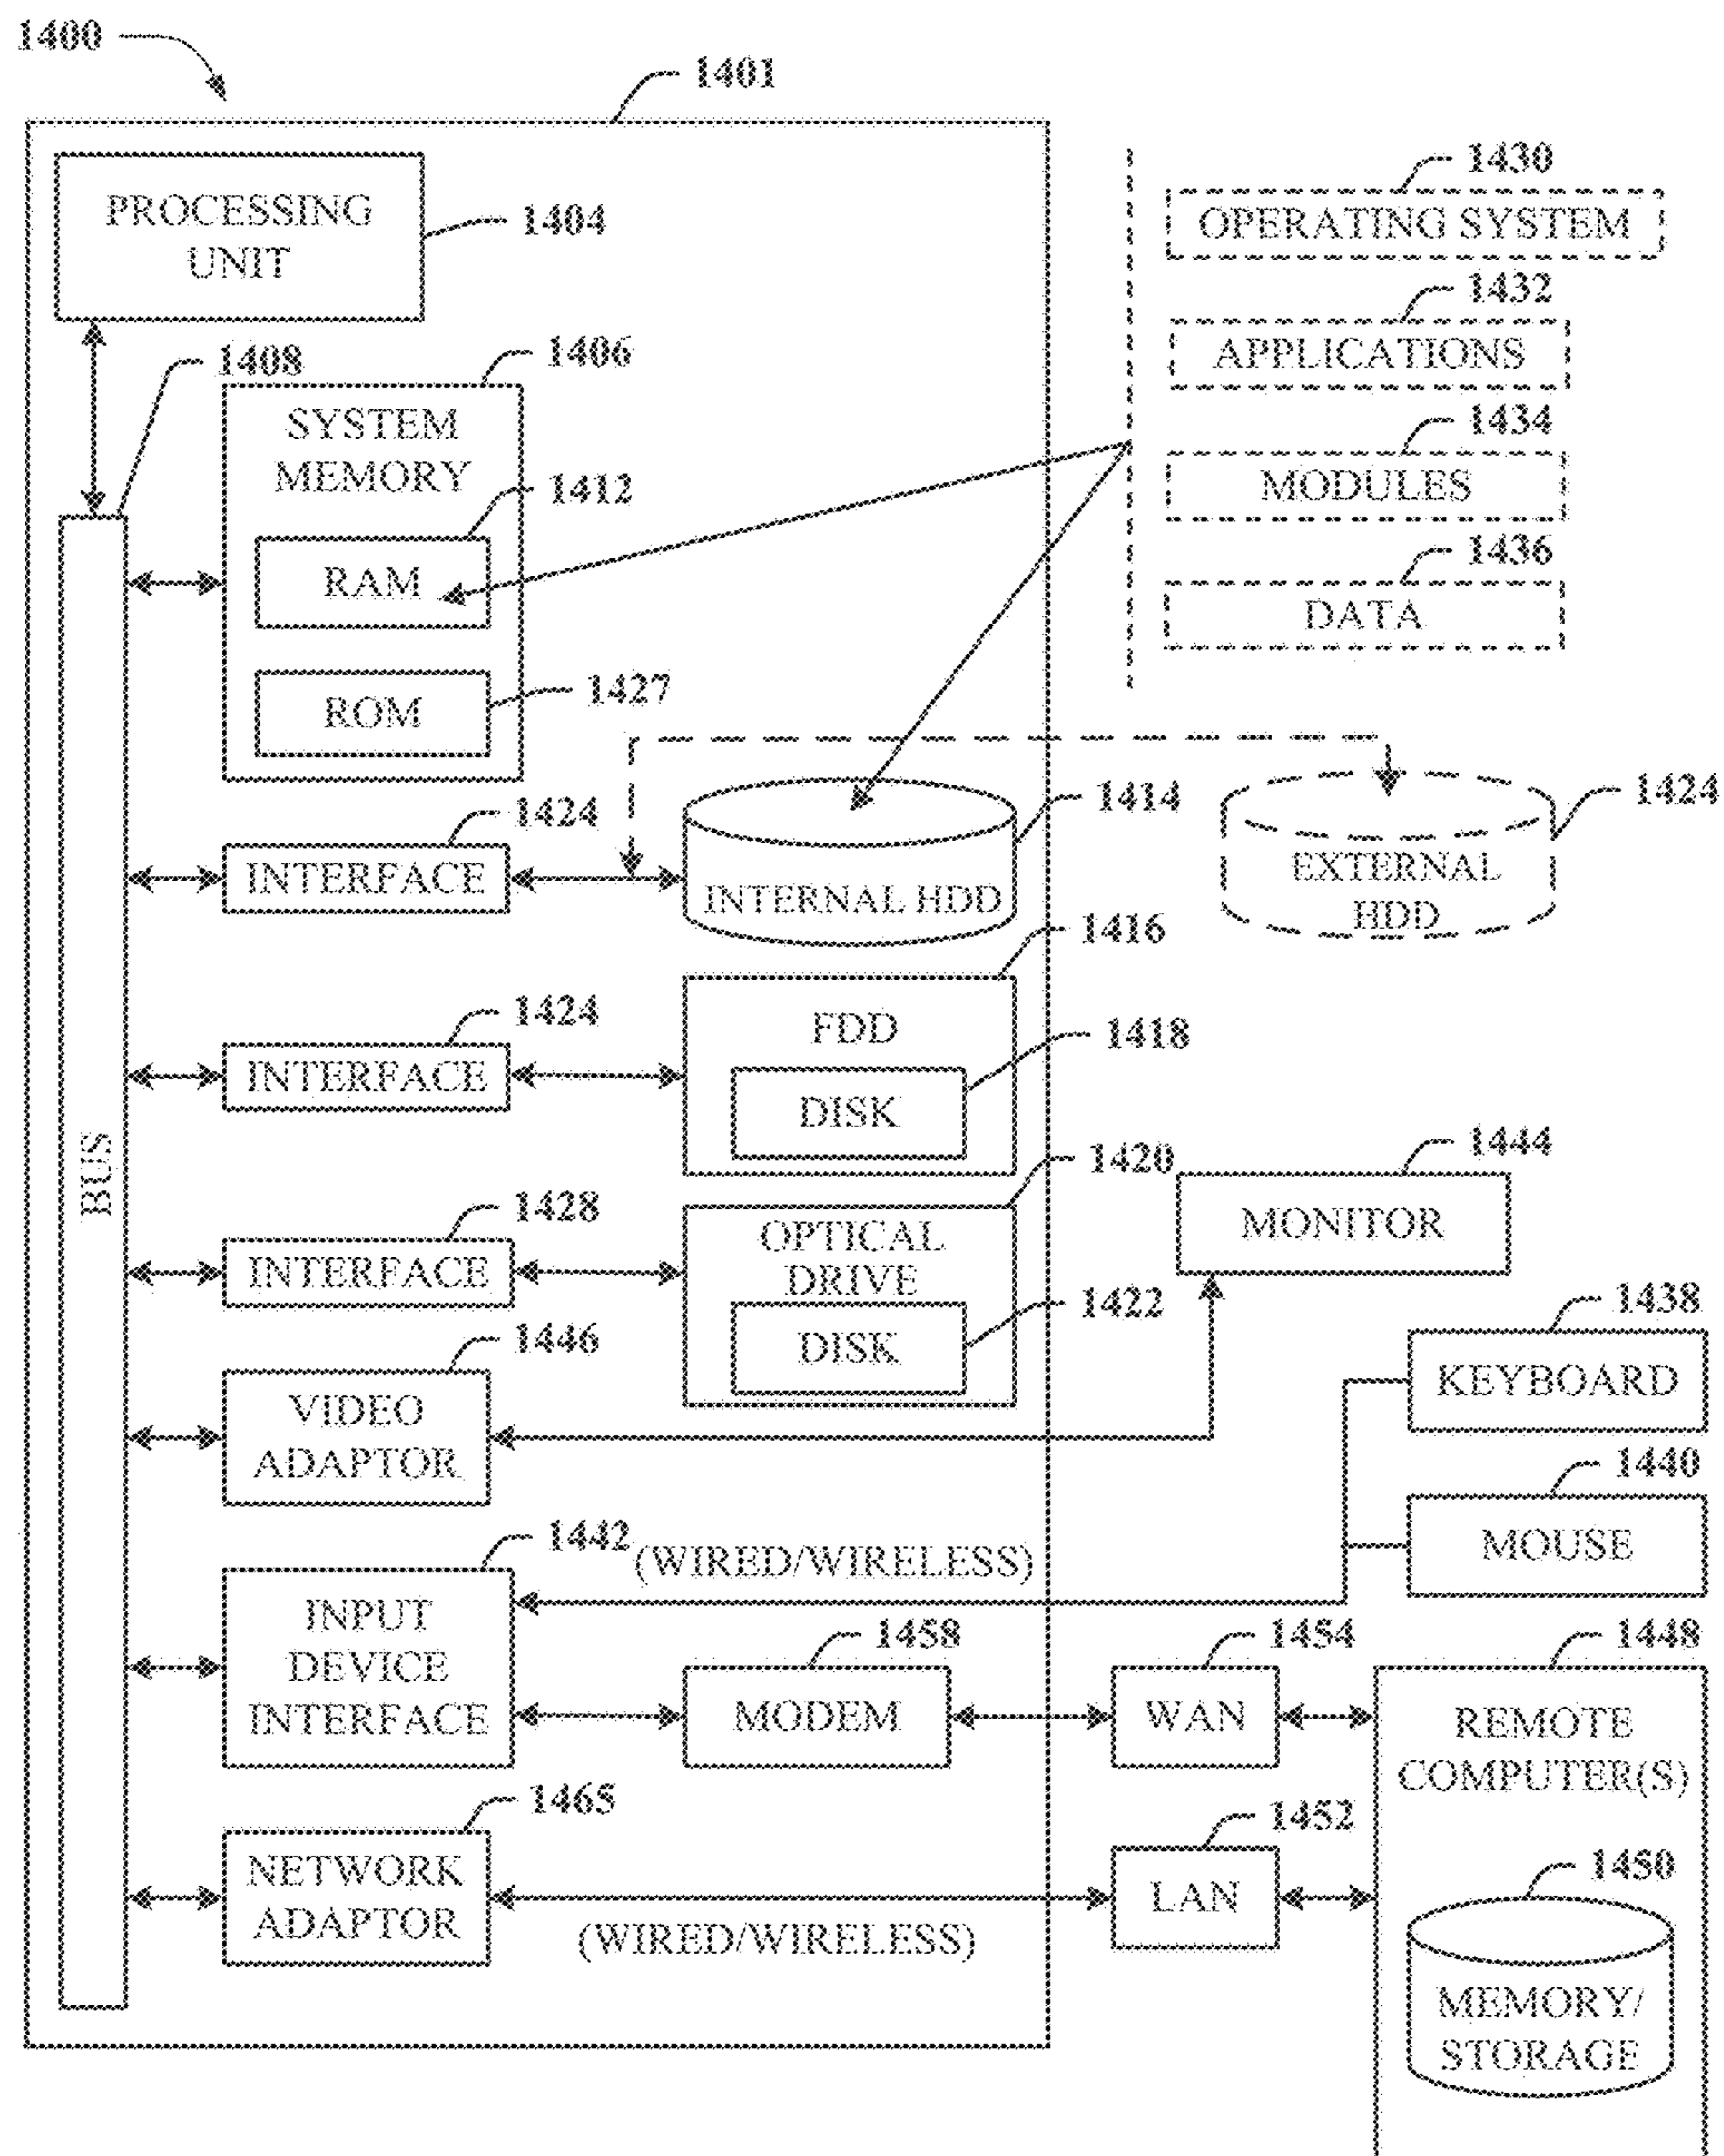 1400
1401
PROCESSING
UNIT
1404
1430
OPERATING SYSTEM
1432
APPLICATIONS
1434
MODULES
1436
DATA
1408
1406
SYSTEM
MEMORY
1412
RAM
ROM
1427
1424
INTERFACE
1414
INTERNAL HDD
1424
EXTERNAL
HDD
1416
FDD
1418
DISK
1424
INTERFACE
BUS
1428
INTERFACE
1420
OPTICAL
DRIVE
1422
DISK
1444
MONITOR
1446
VIDEO
ADAPTOR
1438
KEYBOARD
1440
MOUSE
1442
(WIRED/WIRELESS)
INPUT
DEVICE
INTERFACE
1458
MODEM
1454
WAN
1448
REMOTE
COMPUTER(S)
1465
NETWORK
ADAPTOR
(WIRED/WIRELESS)
1452
LAN
1450
MEMORY/
STORAGE